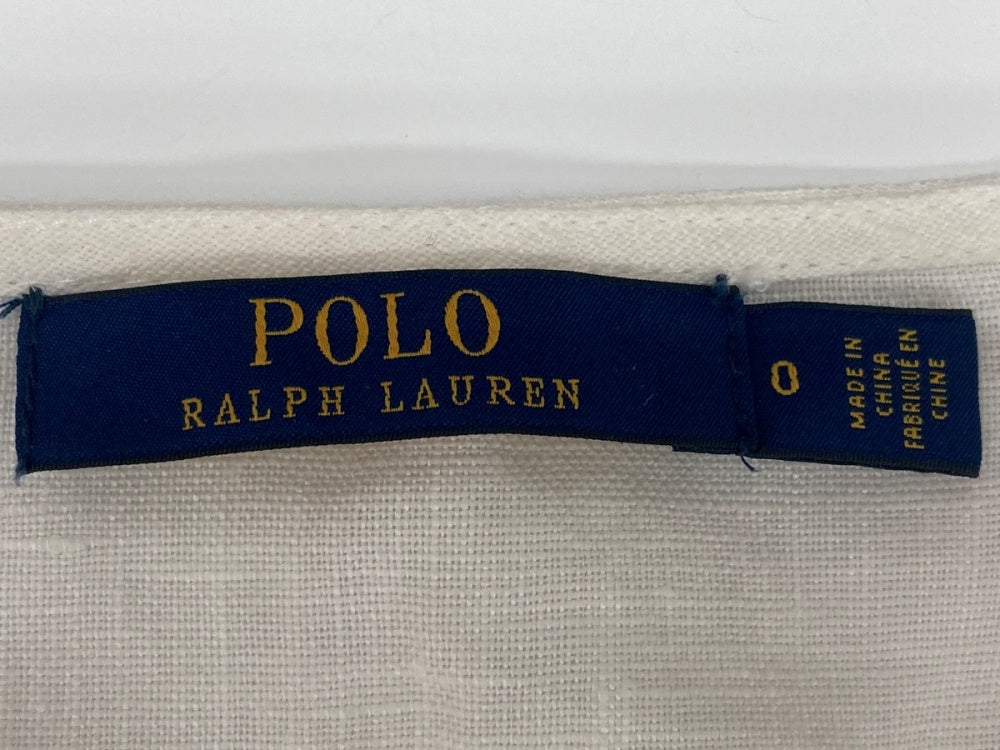 POLO
RALPH LAUREN
0
MADE IN
CHINA
FABRIQUÉ EN
CHINE